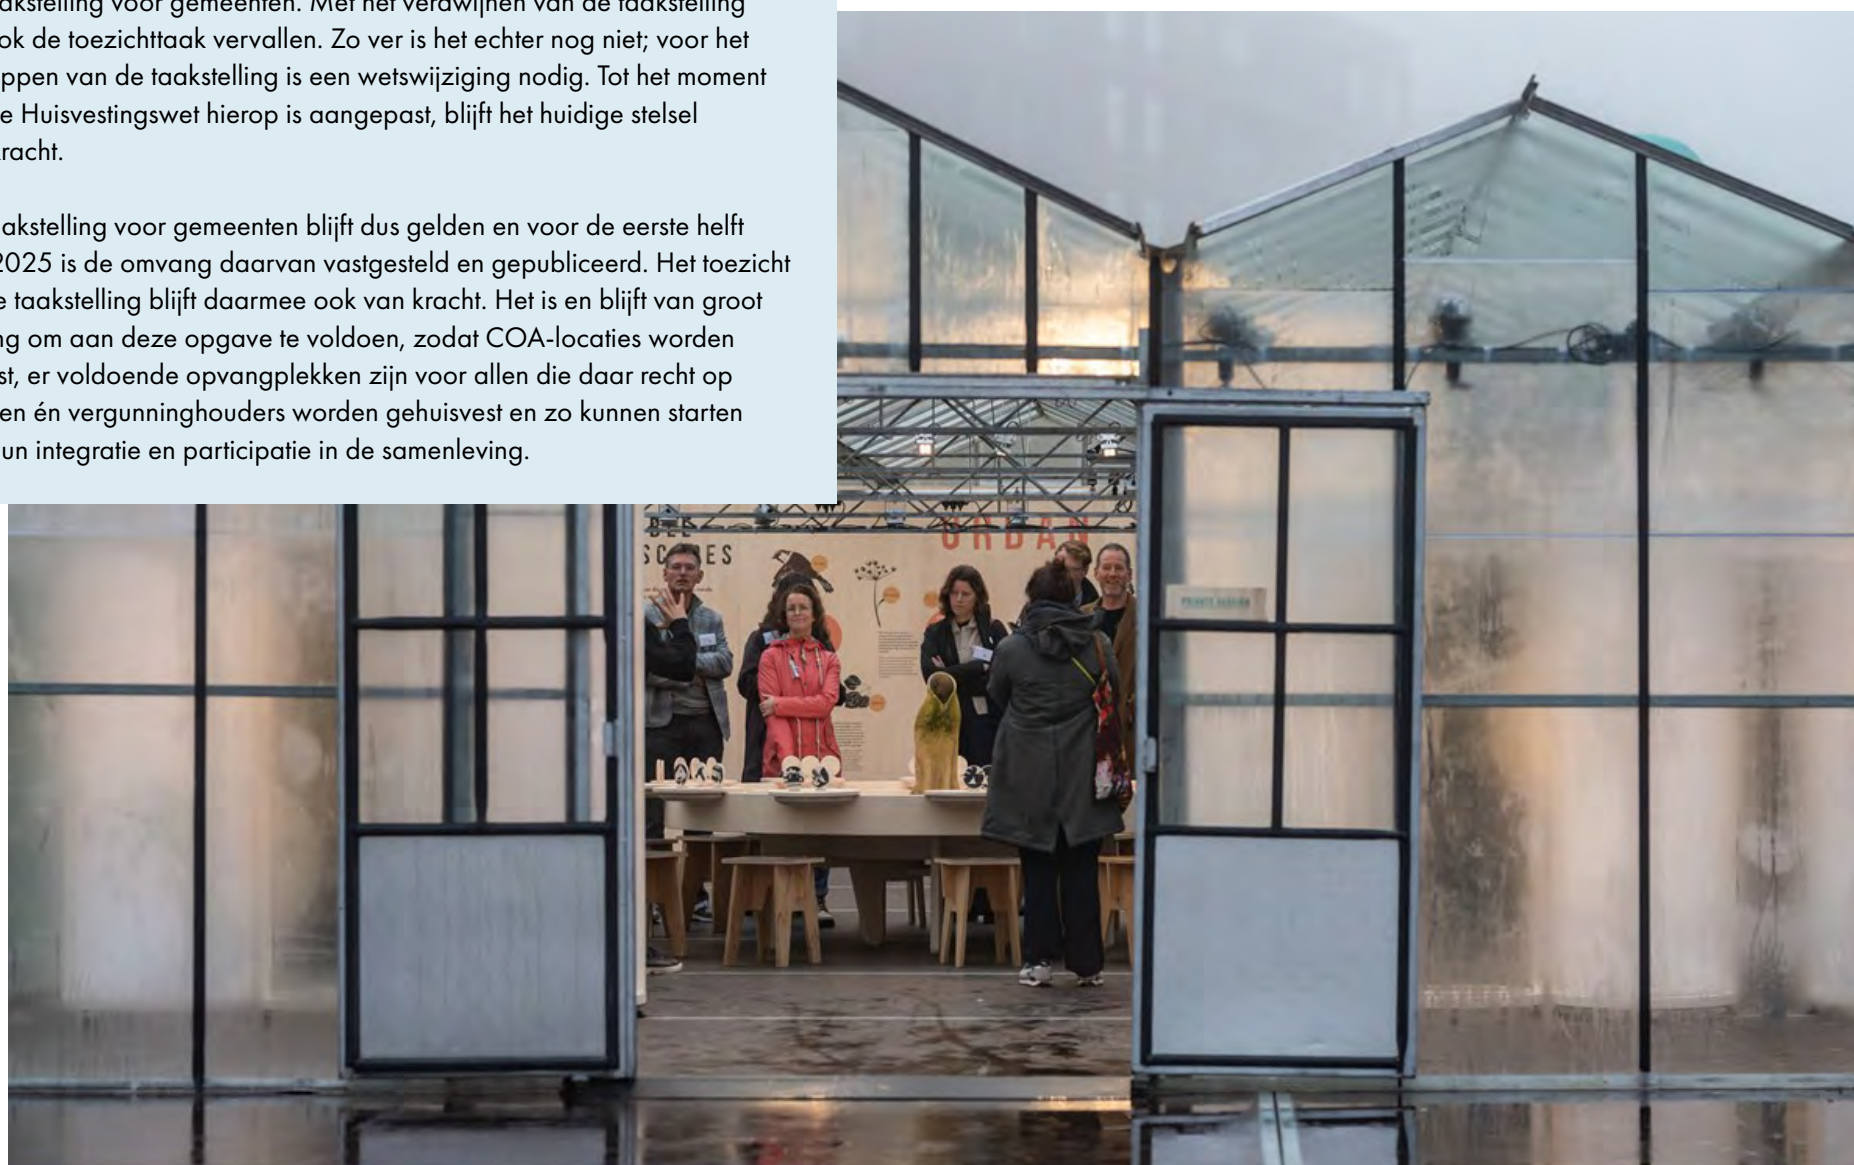 akstelling voor gemeenten. Met het verdwijnen van de taakstelling
ok de toezichttaak vervallen. Zo ver is het echter nog niet; voor het
ppen van de taakstelling is een wetswijziging nodig. Tot het moment
e Huisvestingswet hierop is aangepast, blijft het huidige stelsel
racht.
akstelling voor gemeenten blijft dus gelden en voor de eerste helft
2025 is de omvang daarvan vastgesteld en gepubliceerd. Het toezicht
e taakstelling blijft daarmee ook van kracht. Het is en blijft van groot
ng om aan deze opgave te voldoen, zodat COA-locaties worden
st, er voldoende opvangplekken zijn voor allen die daar recht op
en én vergunninghouders worden gehuisvest en zo kunnen starten
un integratie en participatie in de samenleving.
URBAN
PRIVATE SESSION